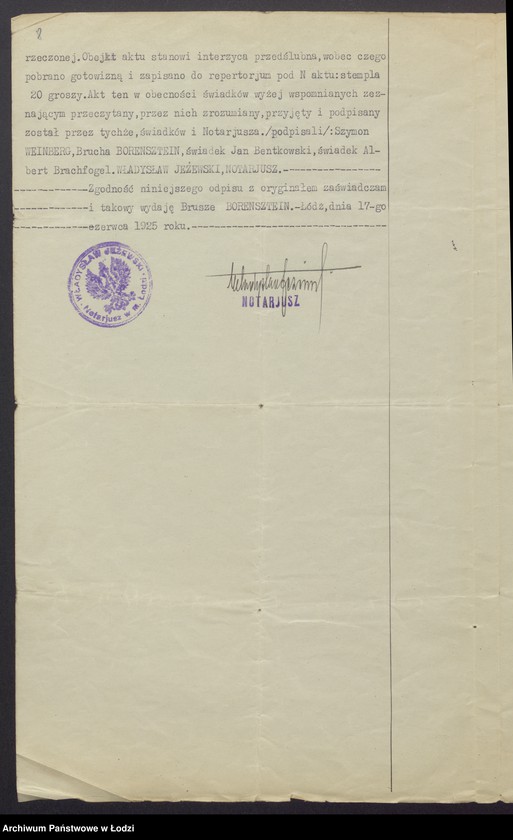 8
rzeczonej.Obejkt aktu stanowi interzyca przedślubna,wobec czego
pobrano gotowizną i zapisano do repertorjum pod N aktu:stempla
20 groszy.Akt ten w obecności świadków wyżej wspomnianych zez-
nającym przeczytany,przez nich zrozumiany,przyjęty i podpisany
został przez tychże,świadków i Notarjusza./podpisali/:Szymon
WEINBERG,Brucha BORENSZTEIN,świadek Jan Bentkowski,świadek Al-
bert Brachfogel.WŁADYSŁAW JEŻEWSKI,NOTARJUSZ.-----------------
-------------Zgodność niniejszego odpisu z oryginałem zaświadczam
-------------i takowy wydaję Brusze BORENSZTEIN.-Łódz,dnia 17-go
-------------czerwca 1925 roku.-----------------------------------
WŁADYSŁAW JEŻEWSKI
Notarjusz w m. Łodzi
NOTARJUSZ
Archiwum Państwowe w Łodzi